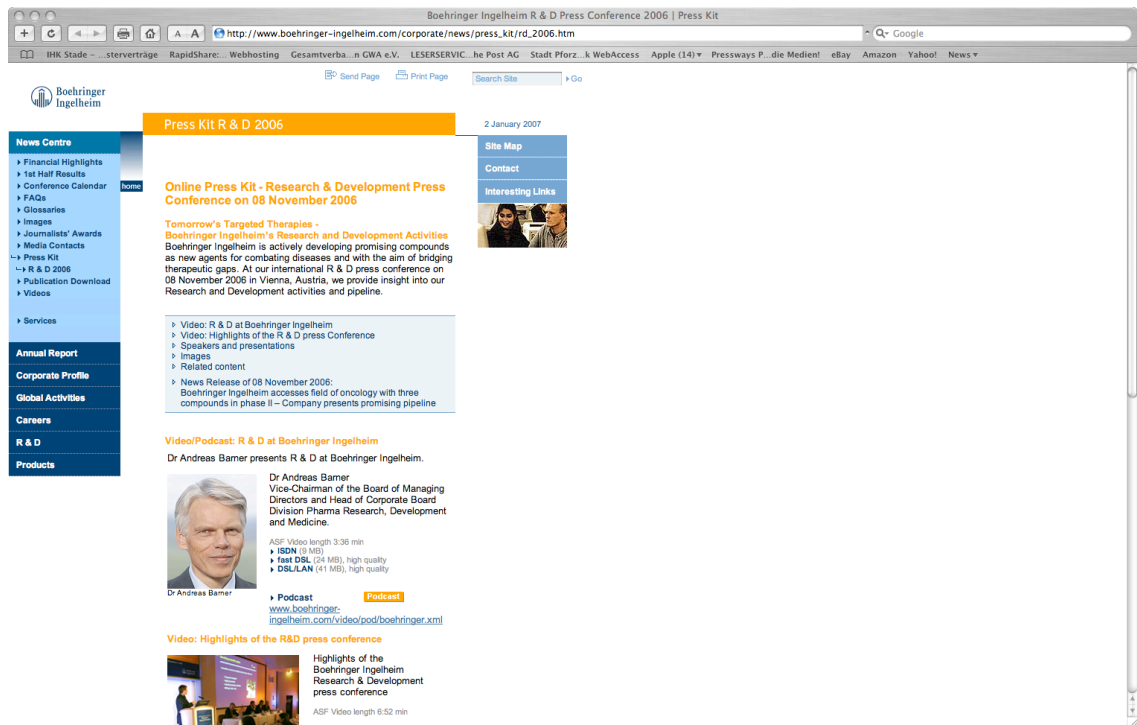 Boehringer Ingelheim R & D Press Conference 2006 | Press Kit
A A
http://www.boehringer-ingelheim.com/corporate/news/press_kit/rd_2006.htm
Google
IHK Stade – ...sterverträge RapidShare:... Webhosting Gesamtverba...n GWA e.V. LESERSERVIC...he Post AG Stadt Pforz...k WebAccess Apple (14) Pressways P...die Medien! eBay Amazon Yahoo! News
Send Page Print Page Search Site Go
Boehringer
Ingelheim
Press Kit R & D 2006
2 January 2007
News Centre
Financial Highlights
1st Half Results
Conference Calendar
FAQs
Glossaries
Images
Journalists' Awards
Media Contacts
Press Kit
R & D 2006
Publication Download
Videos
Services
Annual Report
Corporate Profile
Global Activities
Careers
R & D
Products
home
Site Map
Contact
Interesting Links
Online Press Kit - Research & Development Press
Conference on 08 November 2006
Tomorrow's Targeted Therapies -
Boehringer Ingelheim's Research and Development Activities
Boehringer Ingelheim is actively developing promising compounds
as new agents for combating diseases and with the aim of bridging
therapeutic gaps. At our international R & D press conference on
08 November 2006 in Vienna, Austria, we provide insight into our
Research and Development activities and pipeline.
Video: R & D at Boehringer Ingelheim
Video: Highlights of the R & D press Conference
Speakers and presentations
Images
Related content
News Release of 08 November 2006:
Boehringer Ingelheim accesses field of oncology with three
compounds in phase II – Company presents promising pipeline
Video/Podcast: R & D at Boehringer Ingelheim
Dr Andreas Barner presents R & D at Boehringer Ingelheim.
Dr Andreas Barner
Vice-Chairman of the Board of Managing
Directors and Head of Corporate Board
Division Pharma Research, Development
and Medicine.
ASF Video length 3:36 min
ISDN (9 MB)
fast DSL (24 MB), high quality
DSL/LAN (41 MB), high quality
Dr Andreas Barner
Podcast Podcast
www.boehringer-
ingelheim.com/video/pod/boehringer.xml
Video: Highlights of the R&D press conference
Highlights of the
Boehringer Ingelheim
Research & Development
press conference
ASF Video length 6:52 min